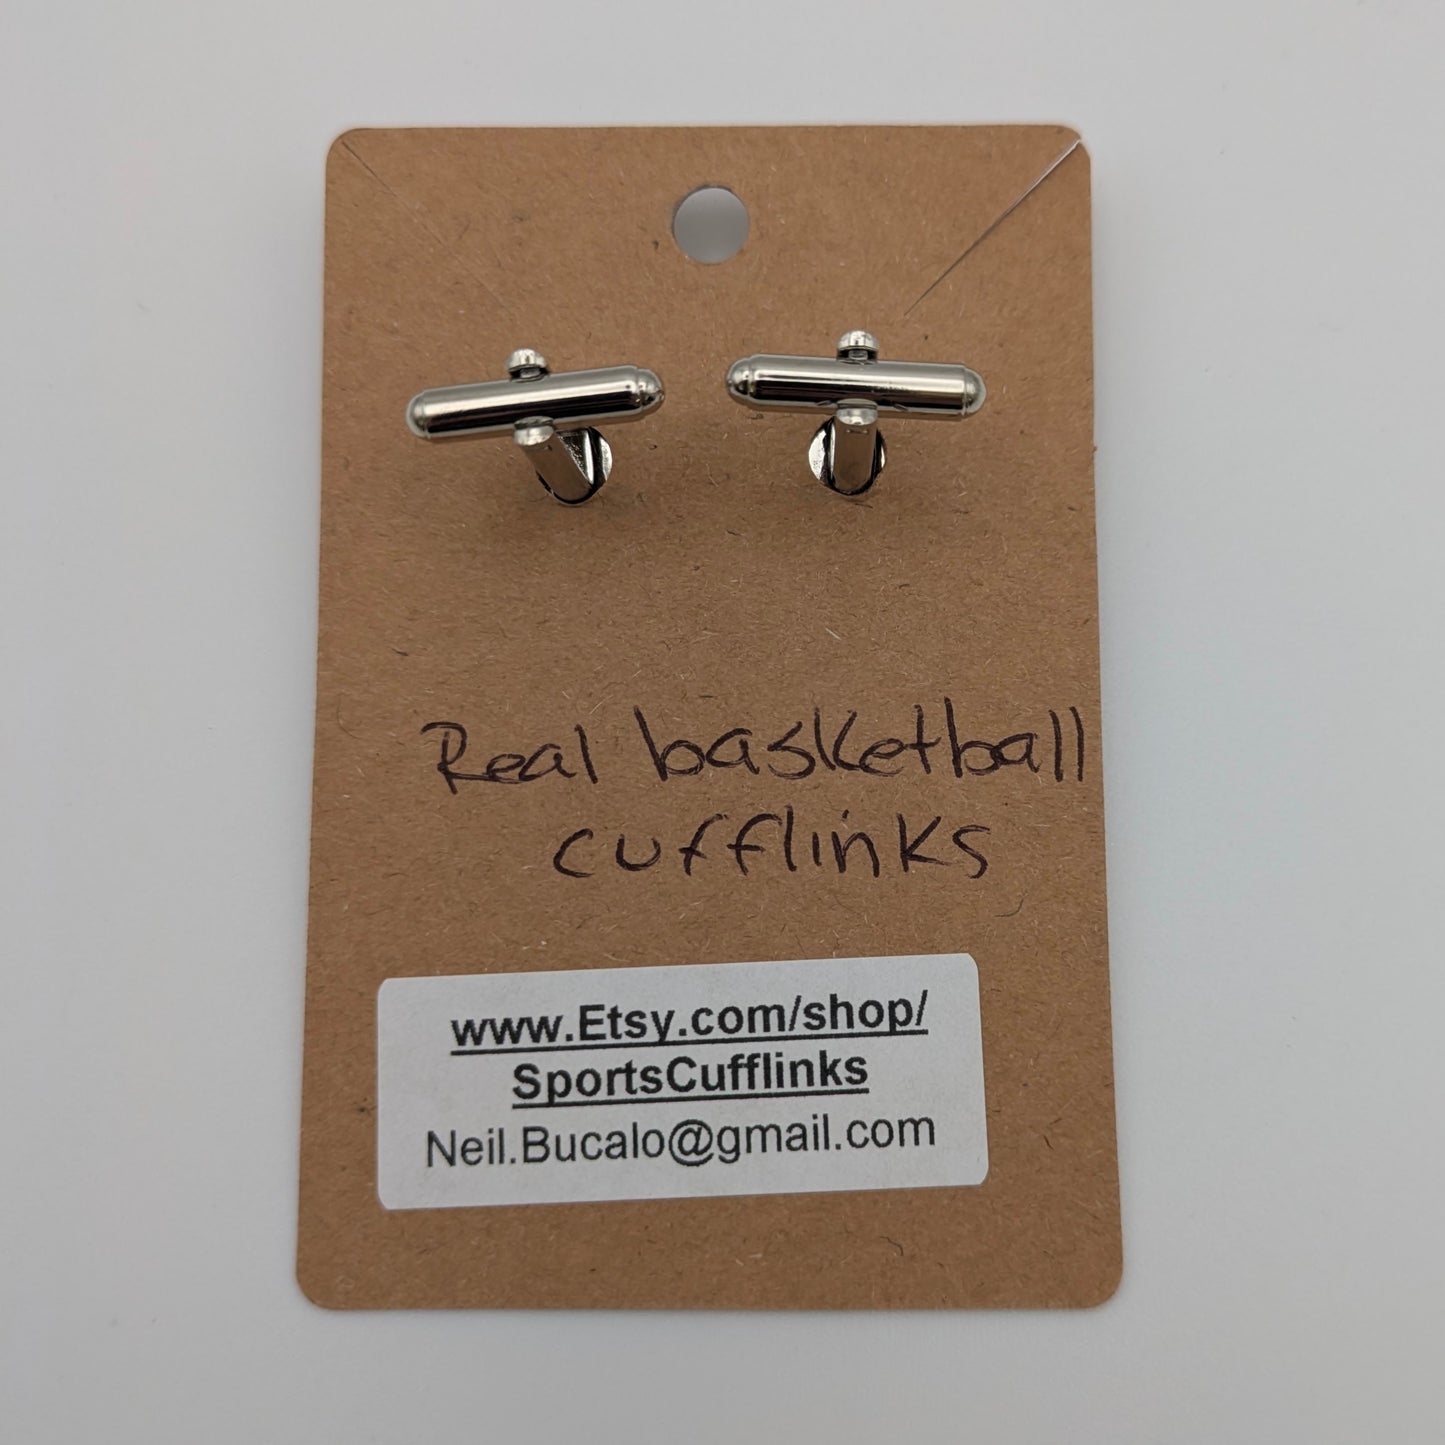 Real basketball
cufflinks
www.Etsy.com/shop/
SportsCufflinks
Neil.Bucalo@gmail.com